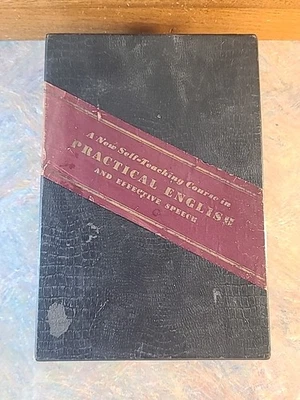 A New Self-Teaching Course in
PRACTICAL ENGLISH
AND EFFECTIVE SPEECH